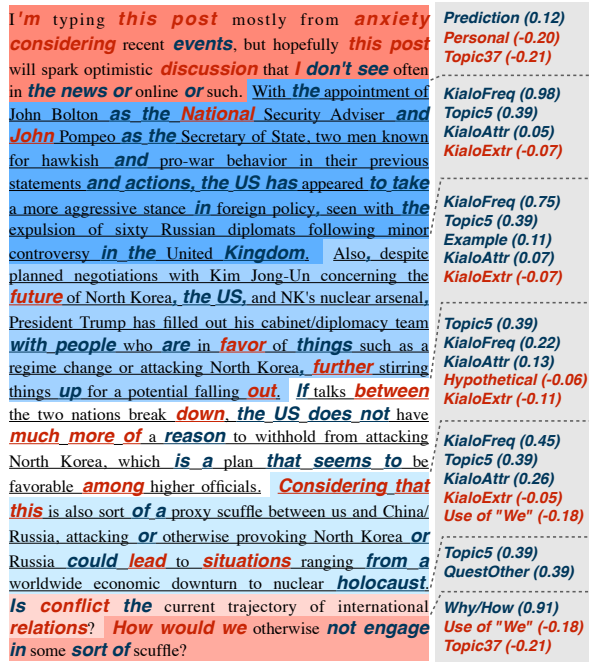 I'm typing this post mostly from anxiety
considering recent events, but hopefully this post
will spark optimistic discussion that I don't see often
in the news or online or such. With the appointment of
John Bolton as the National Security Adviser and
John Pompeo as the Secretary of State, two men known
for hawkish and pro-war behavior in their previous
statements and actions, the US has appeared to take
a more aggressive stance in foreign policy, seen with the
expulsion of sixty Russian diplomats following minor
controversy in the United Kingdom. Also, despite
planned negotiations with Kim Jong-Un concerning the
future of North Korea, the US, and NK's nuclear arsenal,
President Trump has filled out his cabinet/diplomacy team
with people who are in favor of things such as a
regime change or attacking North Korea, further stirring
things up for a potential falling out. If talks between
the two nations break down, the US does not have
much more of a reason to withhold from attacking
North Korea, which is a plan that seems to be
favorable among higher officials. Considering that
this is also sort of a proxy scuffle between us and China/
Russia, attacking or otherwise provoking North Korea or
Russia could lead to situations ranging from a
worldwide economic downturn to nuclear holocaust.
Is conflict the current trajectory of international
relations? How would we otherwise not engage
in some sort of scuffle?
Prediction (0.12)
Personal (-0.20)
Topic37 (-0.21)
KialoFreq (0.98)
Topic5 (0.39)
KialoAttr (0.05)
KialoExtr (-0.07)
KialoFreq (0.75)
Topic5 (0.39)
Example (0.11)
KialoAttr (0.07)
KialoExtr (-0.07)
Topic5 (0.39)
KialoFreq (0.22)
KialoAttr (0.13)
Hypothetical (-0.06)
KialoExtr (-0.11)
KialoFreq (0.45)
Topic5 (0.39)
KialoAttr (0.26)
KialoExtr (-0.05)
Use of "We" (-0.18)
Topic5 (0.39)
QuestOther (0.39)
Why/How (0.91)
Use of "We" (-0.18)
Topic37 (-0.21)